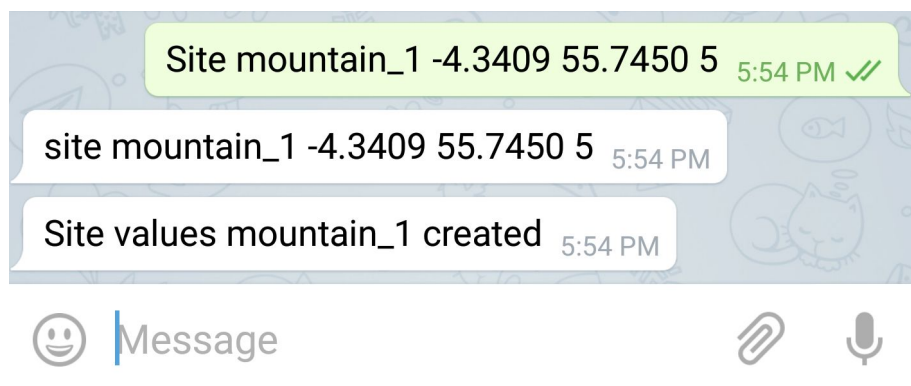 Site mountain_1 -4.3409 55.7450 5 5:54 PM
site mountain_1 -4.3409 55.7450 5 5:54 PM
Site values mountain_1 created 5:54 PM
Message